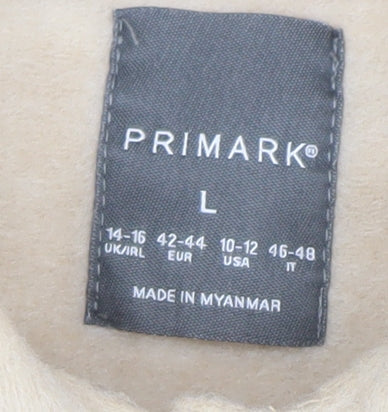 PRIMARK®
L
14-16 42-44 10-12 46-48
UK/IRL EUR USA IT
MADE IN MYANMAR